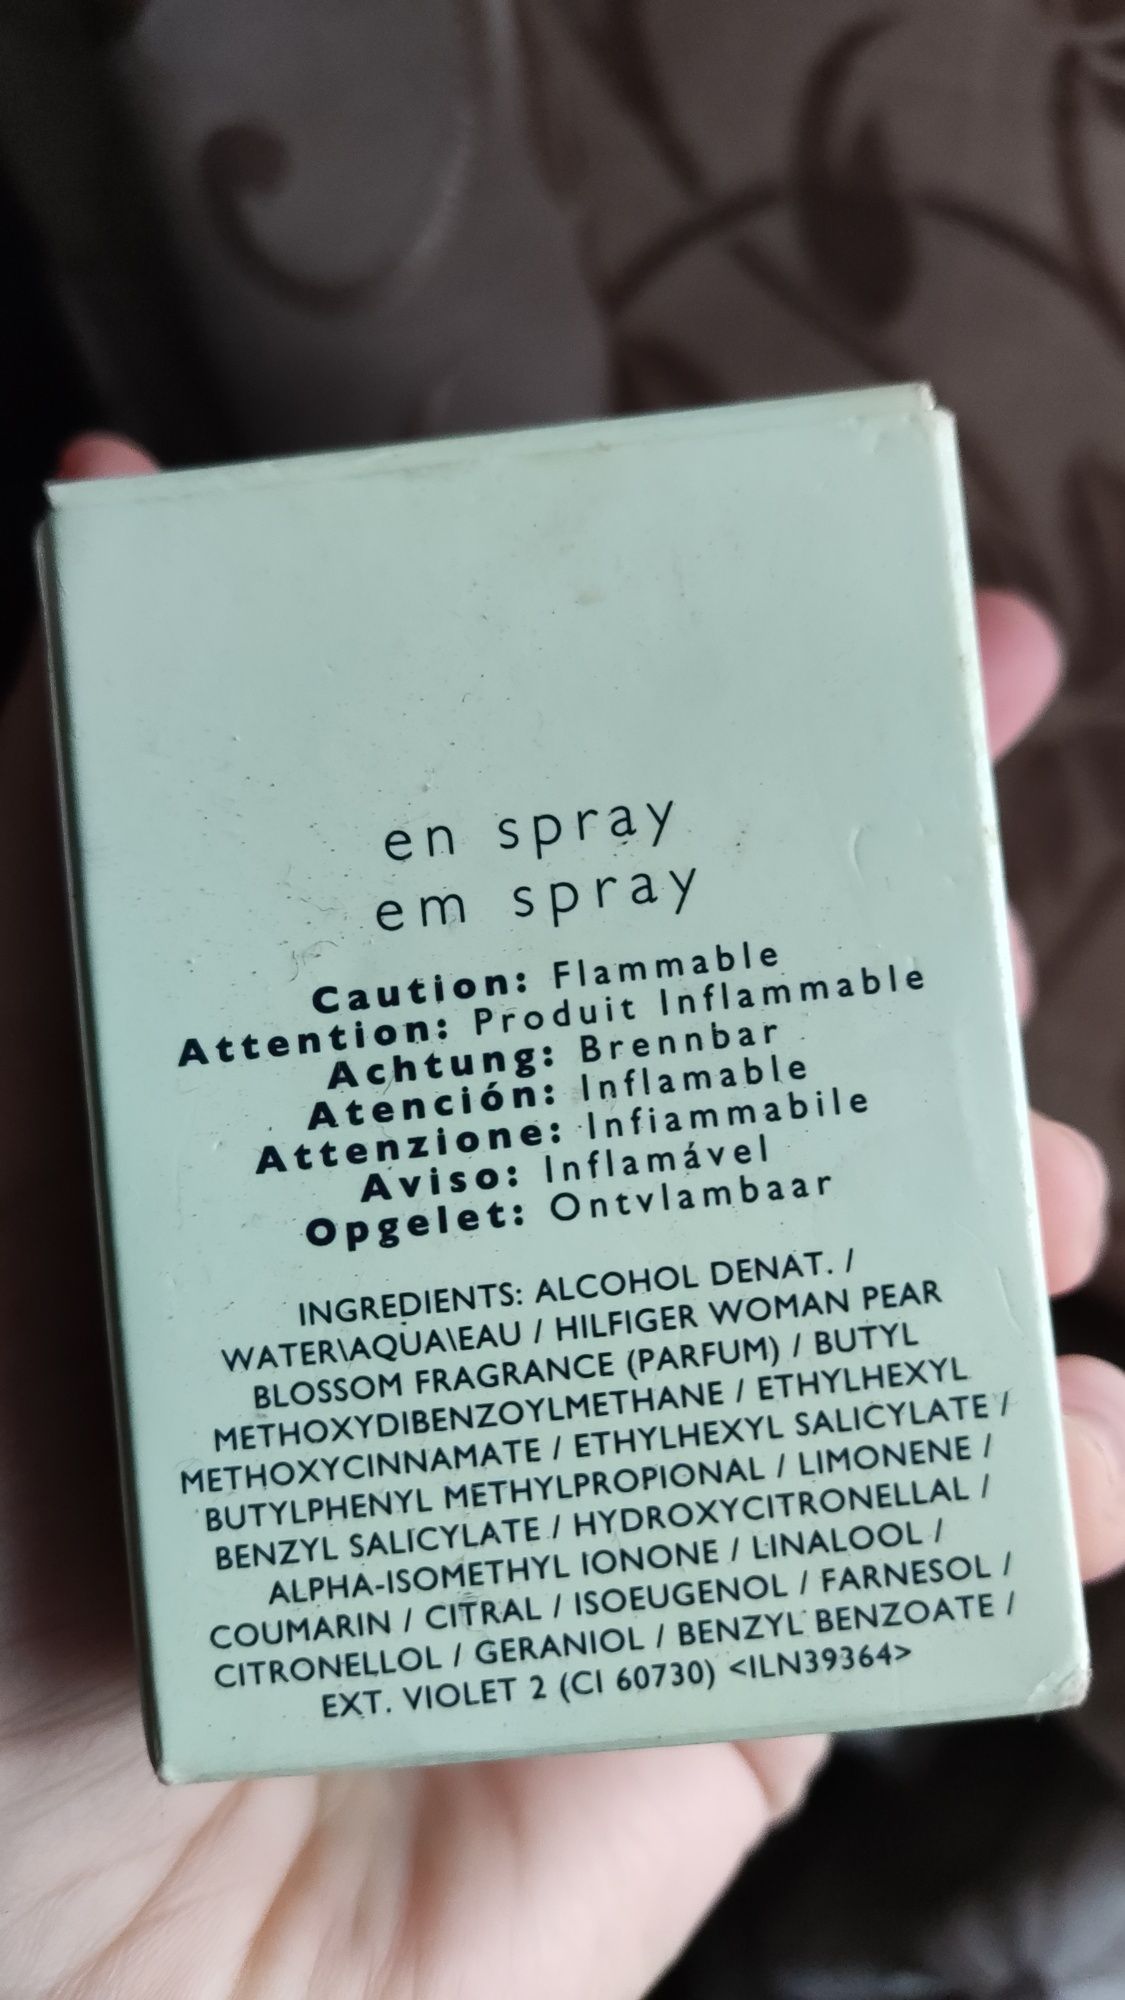 en spray
em spray
Caution: Flammable
Attention: Produit Inflammable
Achtung: Brennbar
Atención: Inflamable
Attenzione: Infiammabile
Aviso: Inflamável
Opgelet: Ontvlambaar
INGREDIENTS: ALCOHOL DENAT. /
WATER\AQUA\EAU / HILFIGER WOMAN PEAR
BLOSSOM FRAGRANCE (PARFUM) / BUTYL
METHOXYDIBENZOYLMETHANE / ETHYLHEXYL
METHOXYCINNAMATE / ETHYLHEXYL SALICYLATE /
BUTYLPHENYL METHYLPROPIONAL / LIMONENE /
BENZYL SALICYLATE / HYDROXYCITRONELLAL /
ALPHA-ISOMETHYL IONONE / LINALOOL /
COUMARIN / CITRAL / ISOEUGENOL / FARNESOL /
CITRONELLOL / GERANIOL / BENZYL BENZOATE /
EXT. VIOLET 2 (CI 60730) <ILN39364>